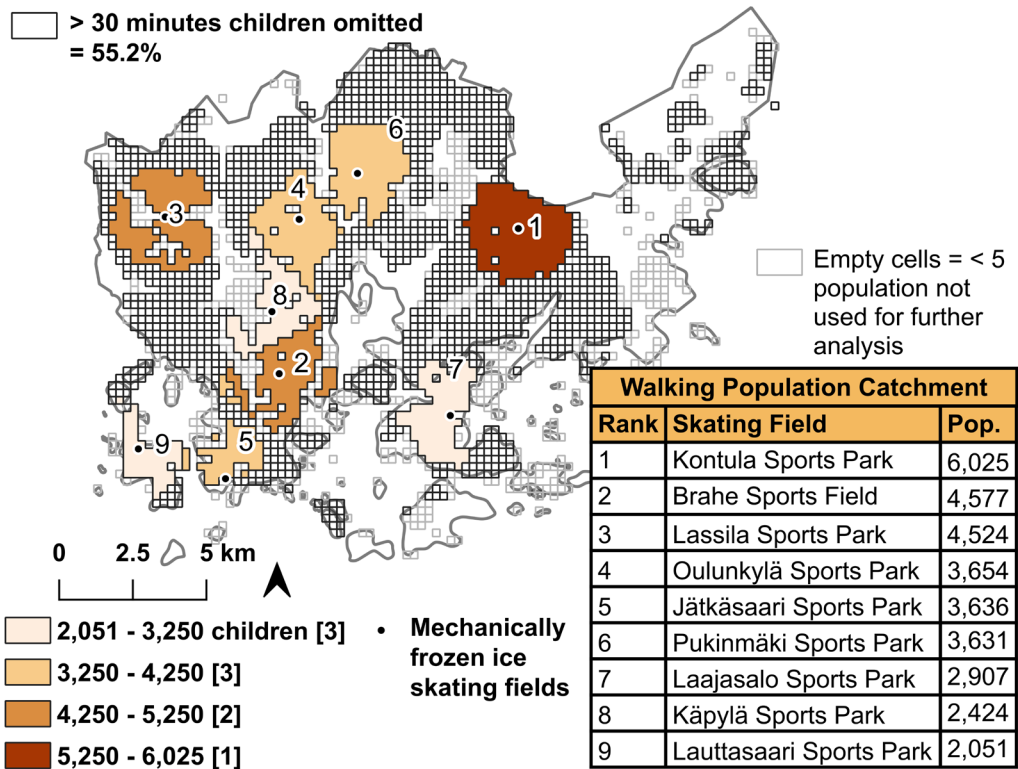 > 30 minutes children omitted
= 55.2%
6
4
3
1
8
2
7
5
9
Empty cells = < 5
population not
used for further
analysis
0 2.5 5 km
2,051 - 3,250 children [3]
3,250 - 4,250 [3]
4,250 - 5,250 [2]
5,250 - 6,025 [1]
Mechanically
frozen ice
skating fields
Walking Population Catchment
Rank Skating Field Pop.
1 Kontula Sports Park 6,025
2 Brahe Sports Field 4,577
3 Lassila Sports Park 4,524
4 Oulunkylä Sports Park 3,654
5 Jätkäsaari Sports Park 3,636
6 Pukinmäki Sports Park 3,631
7 Laajasalo Sports Park 2,907
8 Käpylä Sports Park 2,424
9 Lauttasaari Sports Park 2,051